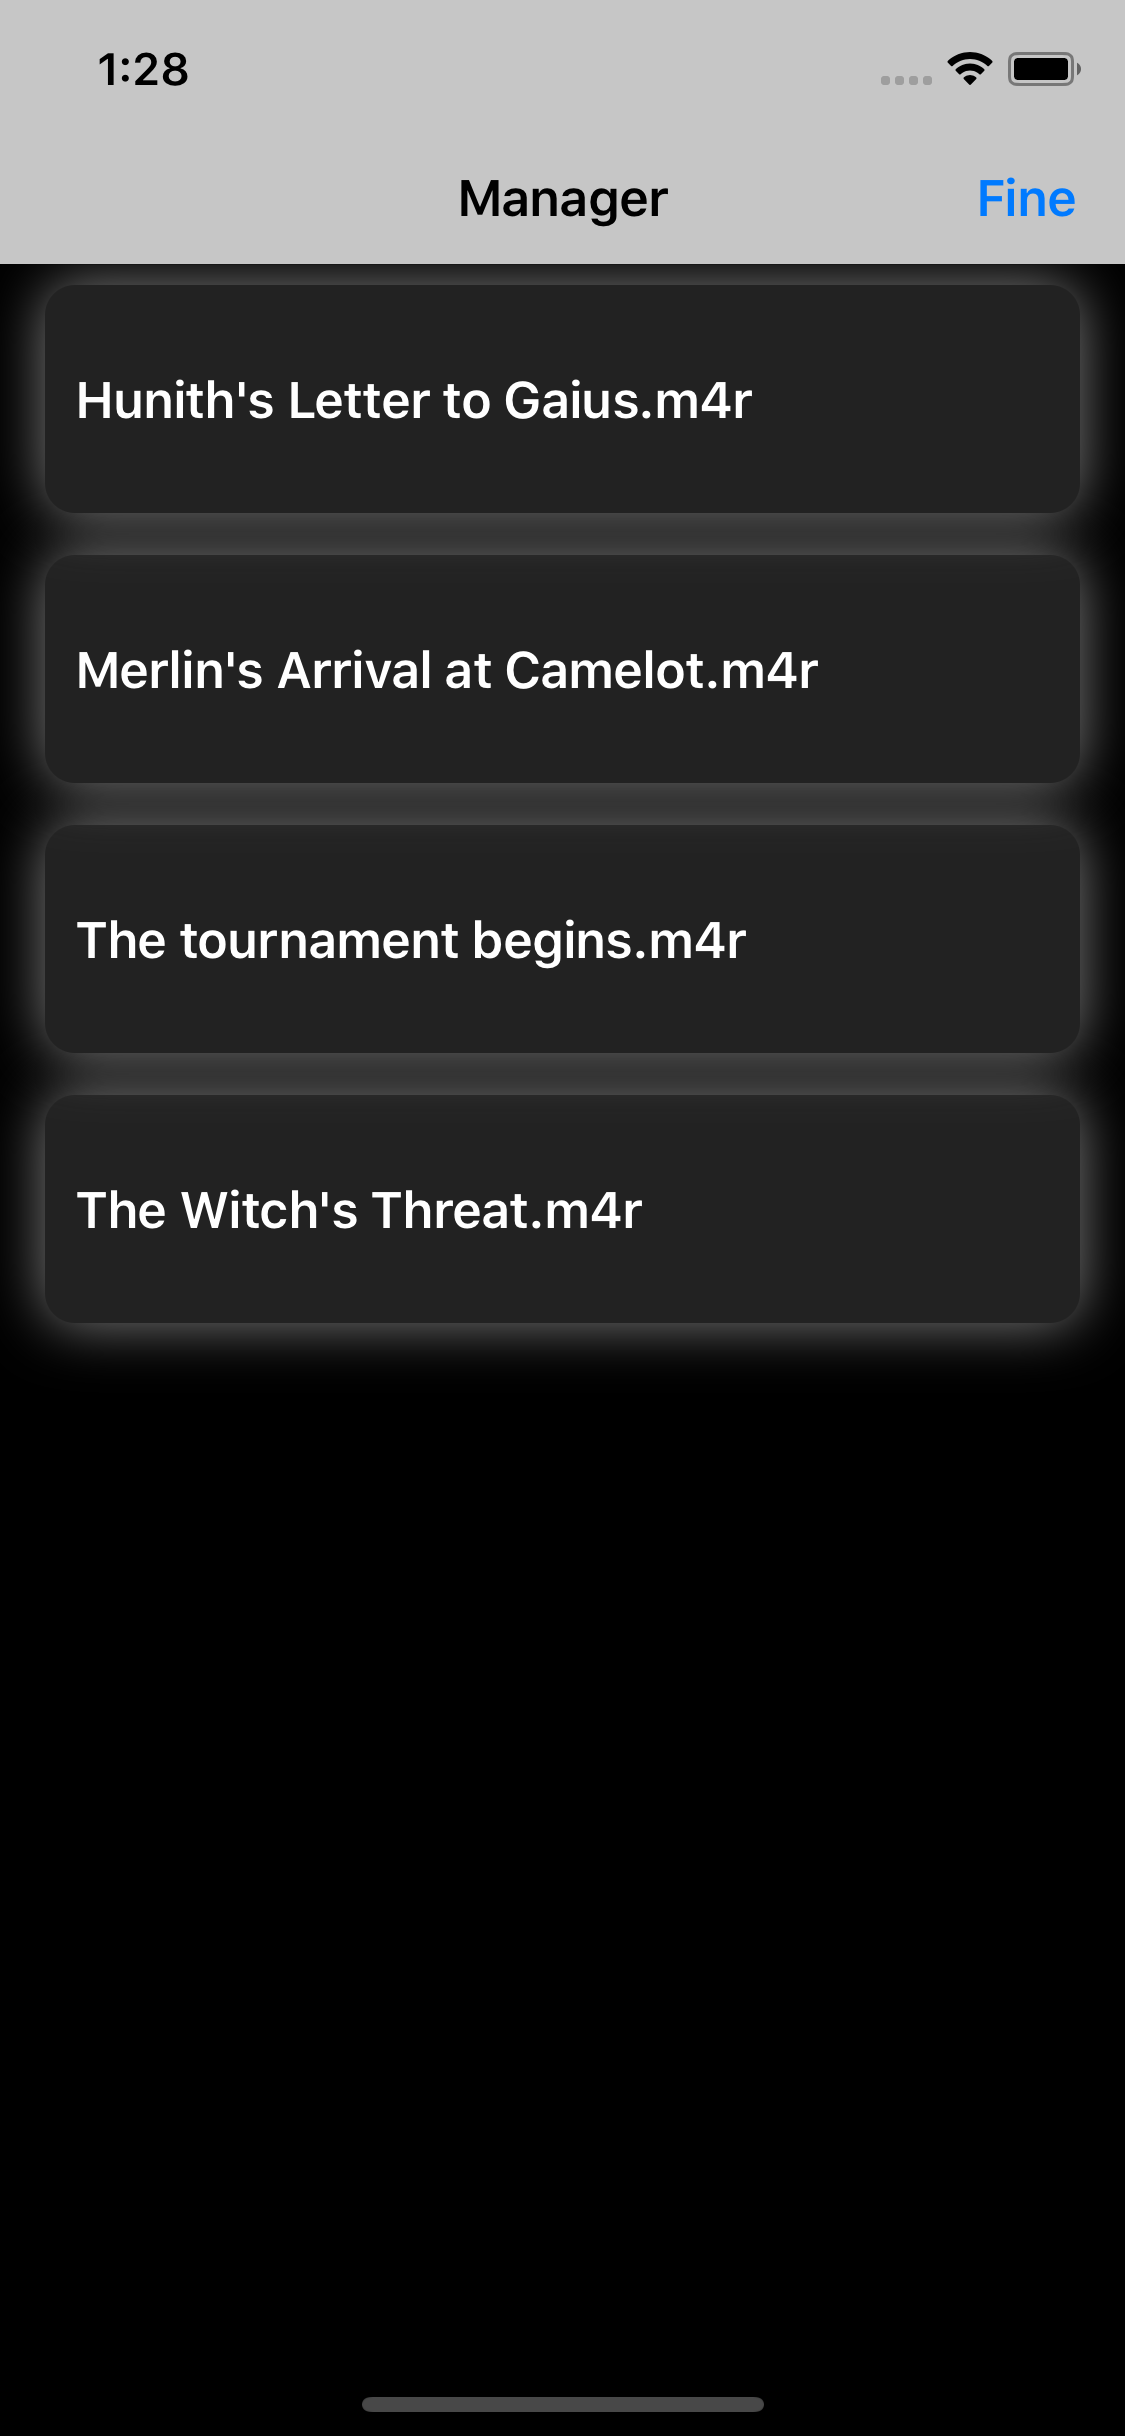 1:28
Manager
Fine
Hunith's Letter to Gaius.m4r
Merlin's Arrival at Camelot.m4r
The tournament begins.m4r
The Witch's Threat.m4r